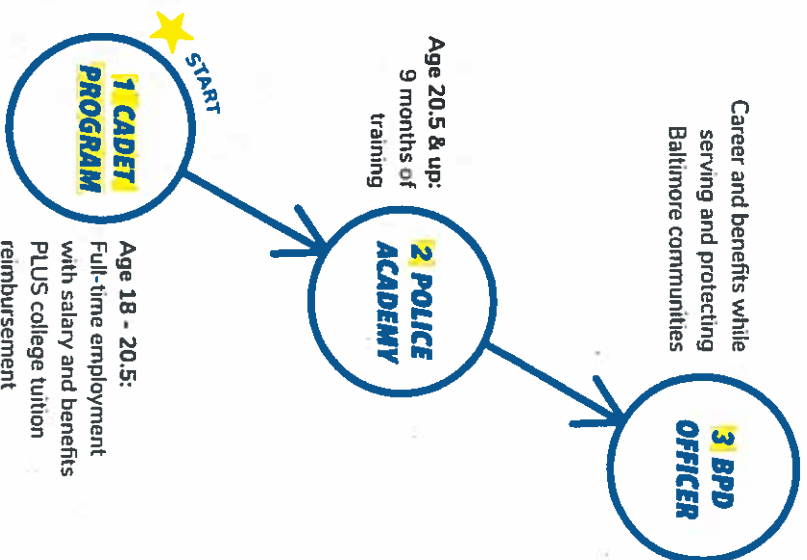 START
1 CADET
PROGRAM
Age 18 - 20.5:
Full-time employment
with salary and benefits
PLUS college tuition
reimbursement
Age 20.5 & up:
9 months of
training
2 POLICE
ACADEMY
Career and benefits while
serving and protecting
Baltimore communities
3 BPD
OFFICER